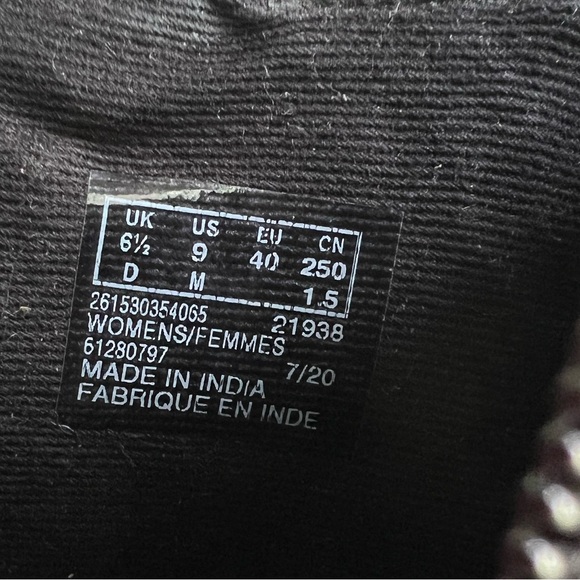 UK US EU CN
6½ 9 40 250
D M 1.5
261530354065 21938
WOMENS/FEMMES
61280797 7/20
MADE IN INDIA
FABRIQUE EN INDE